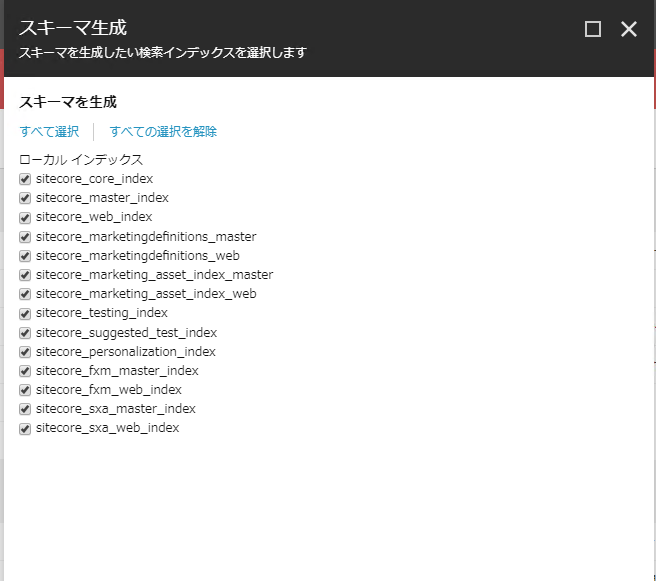 スキーマ生成
スキーマを生成したい検索インデックスを選択します
スキーマを生成
すべて選択 すべての選択を解除
ローカル インデックス
sitecore_core_index
sitecore_master_index
sitecore_web_index
sitecore_marketingdefinitions_master
sitecore_marketingdefinitions_web
sitecore_marketing_asset_index_master
sitecore_marketing_asset_index_web
sitecore_testing_index
sitecore_suggested_test_index
sitecore_personalization_index
sitecore_fxm_master_index
sitecore_fxm_web_index
sitecore_sxa_master_index
sitecore_sxa_web_index